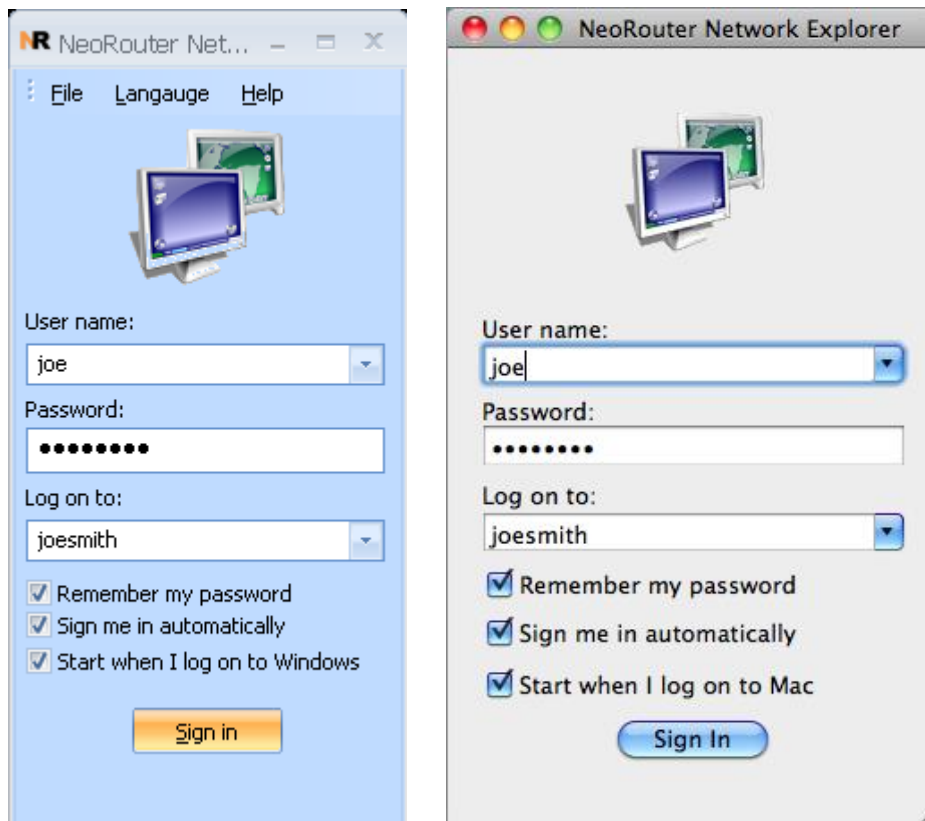 NR NeoRouter Net...
File Langauge Help
User name:
joe
Password:
••••••••
Log on to:
joesmith
Remember my password
Sign me in automatically
Start when I log on to Windows
Sign in
NeoRouter Network Explorer
User name:
joe
Password:
••••••••
Log on to:
joesmith
Remember my password
Sign me in automatically
Start when I log on to Mac
Sign In